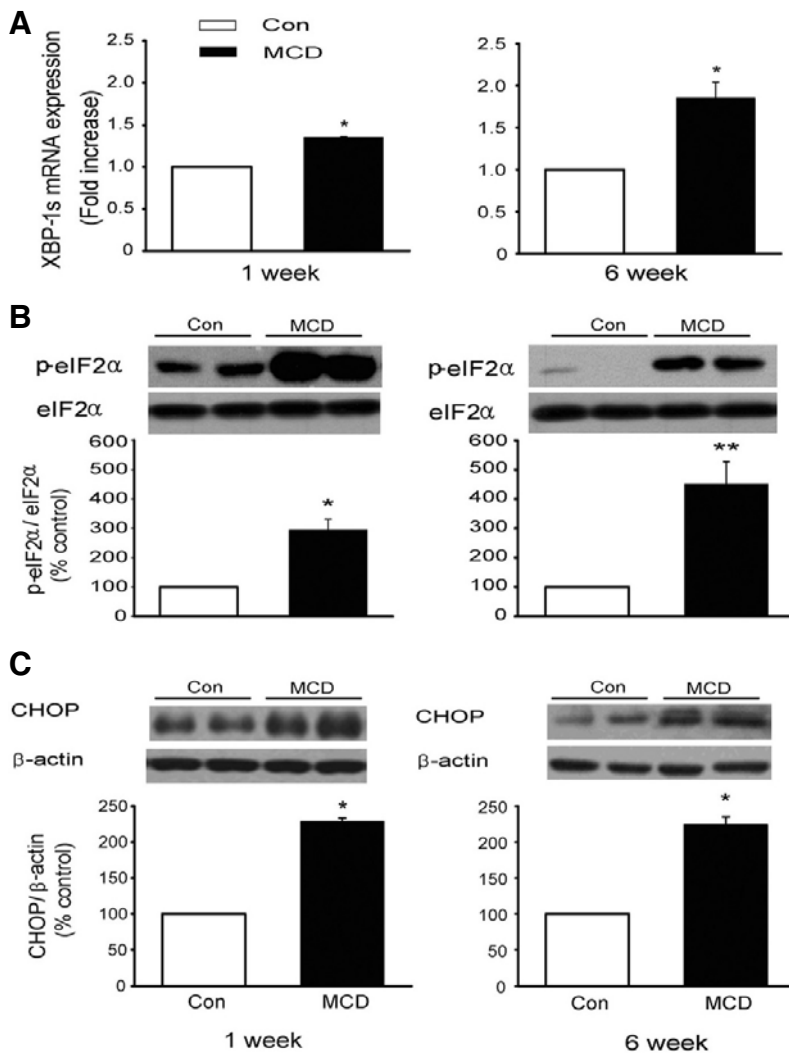 A
Con
MCD
XBP-1s mRNA expression
(Fold increase)
2.5
2.0
1.5
1.0
0.5
0
*
1 week
2.5
2.0
1.5
1.0
0.5
0
*
6 week
B
Con MCD
p-eIF2α
eIF2α
p-eIF2α/ eIF2α
(% control)
600
500
400
300
200
100
0
*
Con MCD
p-eIF2α
eIF2α
600
500
400
300
200
100
0
**
C
Con MCD
CHOP
β-actin
CHOP/β-actin
(% control)
250
200
150
100
50
0
*
Con MCD
1 week
Con MCD
CHOP
β-actin
250
200
150
100
50
0
*
Con MCD
6 week